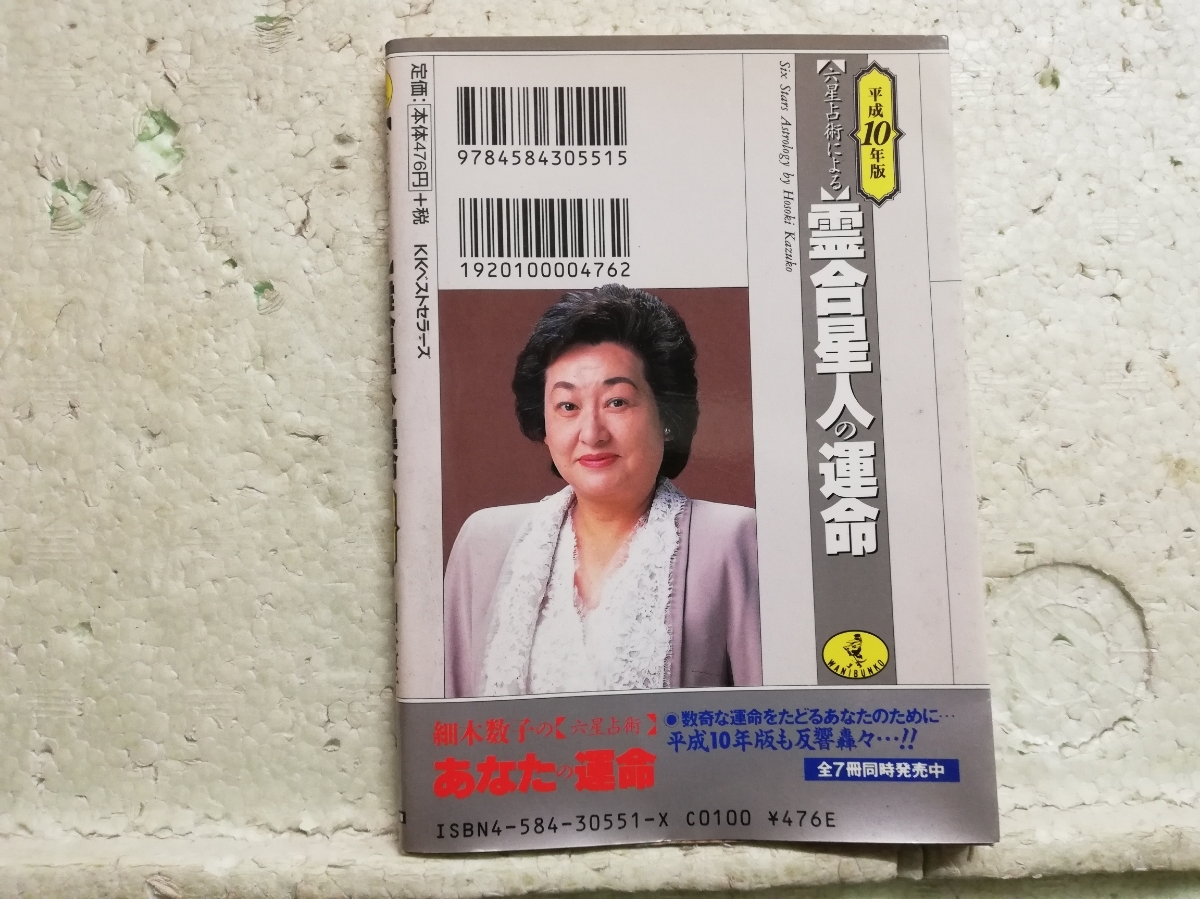 平成10年版
【六星占術による】
霊合星人の運命
Six Stars Astrology by Hosoki Kazuko
9784584305515
1920100004762
定価：本体476円＋税 KKベストセラーズ
WANIBUNKO
細木数子の【六星占術】
あなたの運命
●数奇な運命をたどるあなたのために…
平成10年版も反響轟々…!!
全7冊同時発売中
ISBN4-584-30551-X C0100 ¥476E